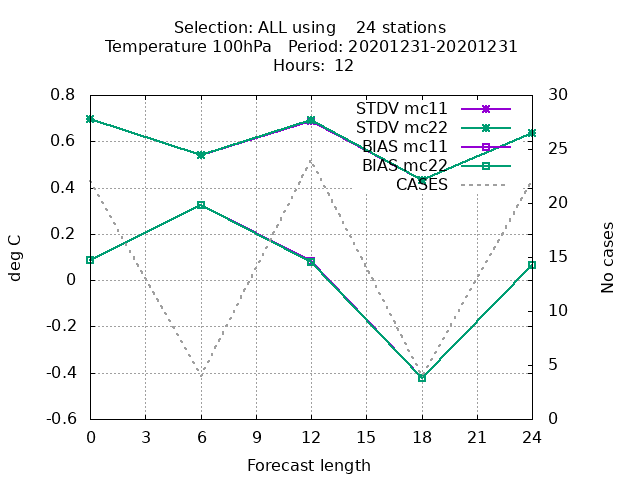 Selection: ALL using    24 stations
Temperature 100hPa   Period: 20201231-20201231
Hours:  12
0.8
0.6
0.4
0.2
0
-0.2
-0.4
-0.6
deg C
STDV mc11
STDV mc22
BIAS mc11
BIAS mc22
CASES
30
25
20
15
10
5
0
No cases
0 3 6 9 12 15 18 21 24
Forecast length